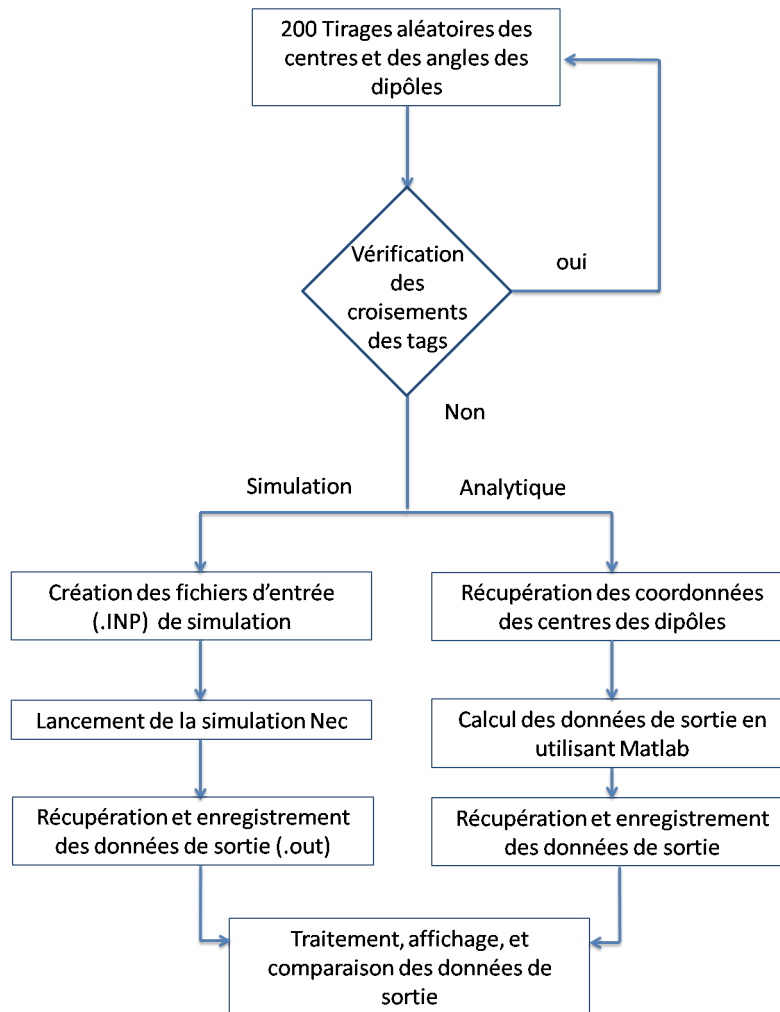 200 Tirages aléatoires des
centres et des angles des
dipôles
Vérification
des
croisements
des tags
oui
Non
Simulation
Analytique
Création des fichiers d'entrée
(.INP) de simulation
Récupération des coordonnées
des centres des dipôles
Lancement de la simulation Nec
Calcul des données de sortie en
utilisant Matlab
Récupération et enregistrement
des données de sortie (.out)
Récupération et enregistrement
des données de sortie
Traitement, affichage, et
comparaison des données de
sortie